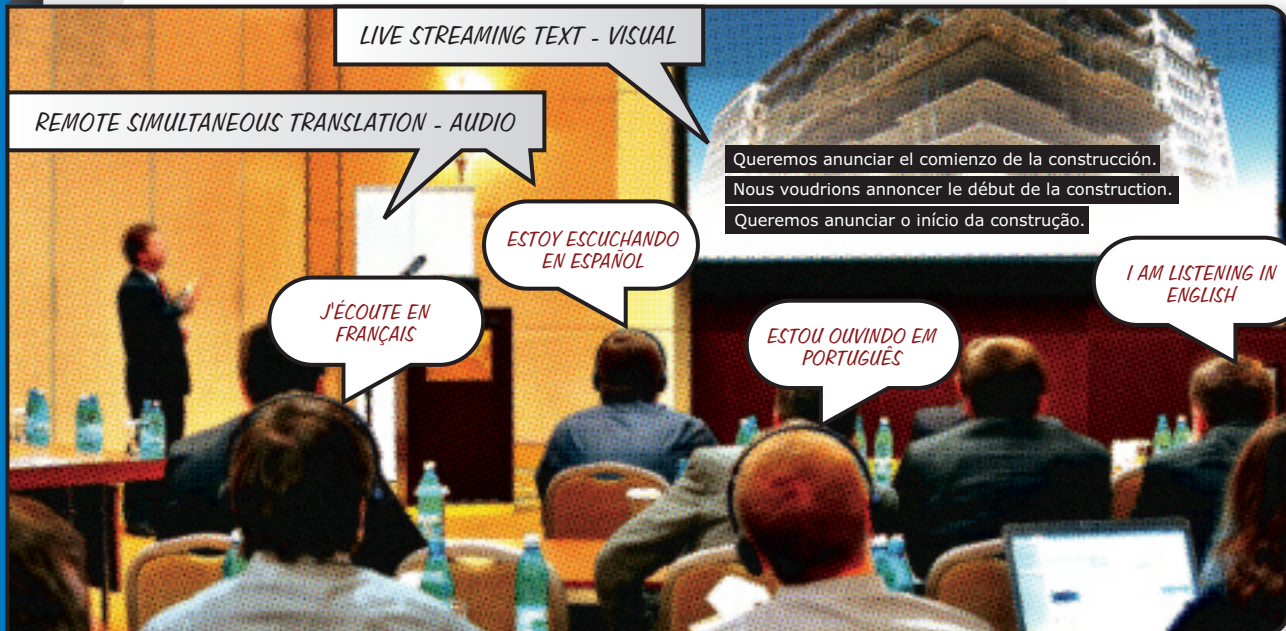 LIVE STREAMING TEXT - VISUAL
REMOTE SIMULTANEOUS TRANSLATION - AUDIO
Queremos anunciar el comienzo de la construcción.
Nous voudrions annoncer le début de la construction.
Queremos anunciar o início da construção.
ESTOY ESCUCHANDO
EN ESPAÑOL
I AM LISTENING IN
ENGLISH
J'ÉCOUTE EN
FRANÇAIS
ESTOU OUVINDO EM
PORTUGUÊS